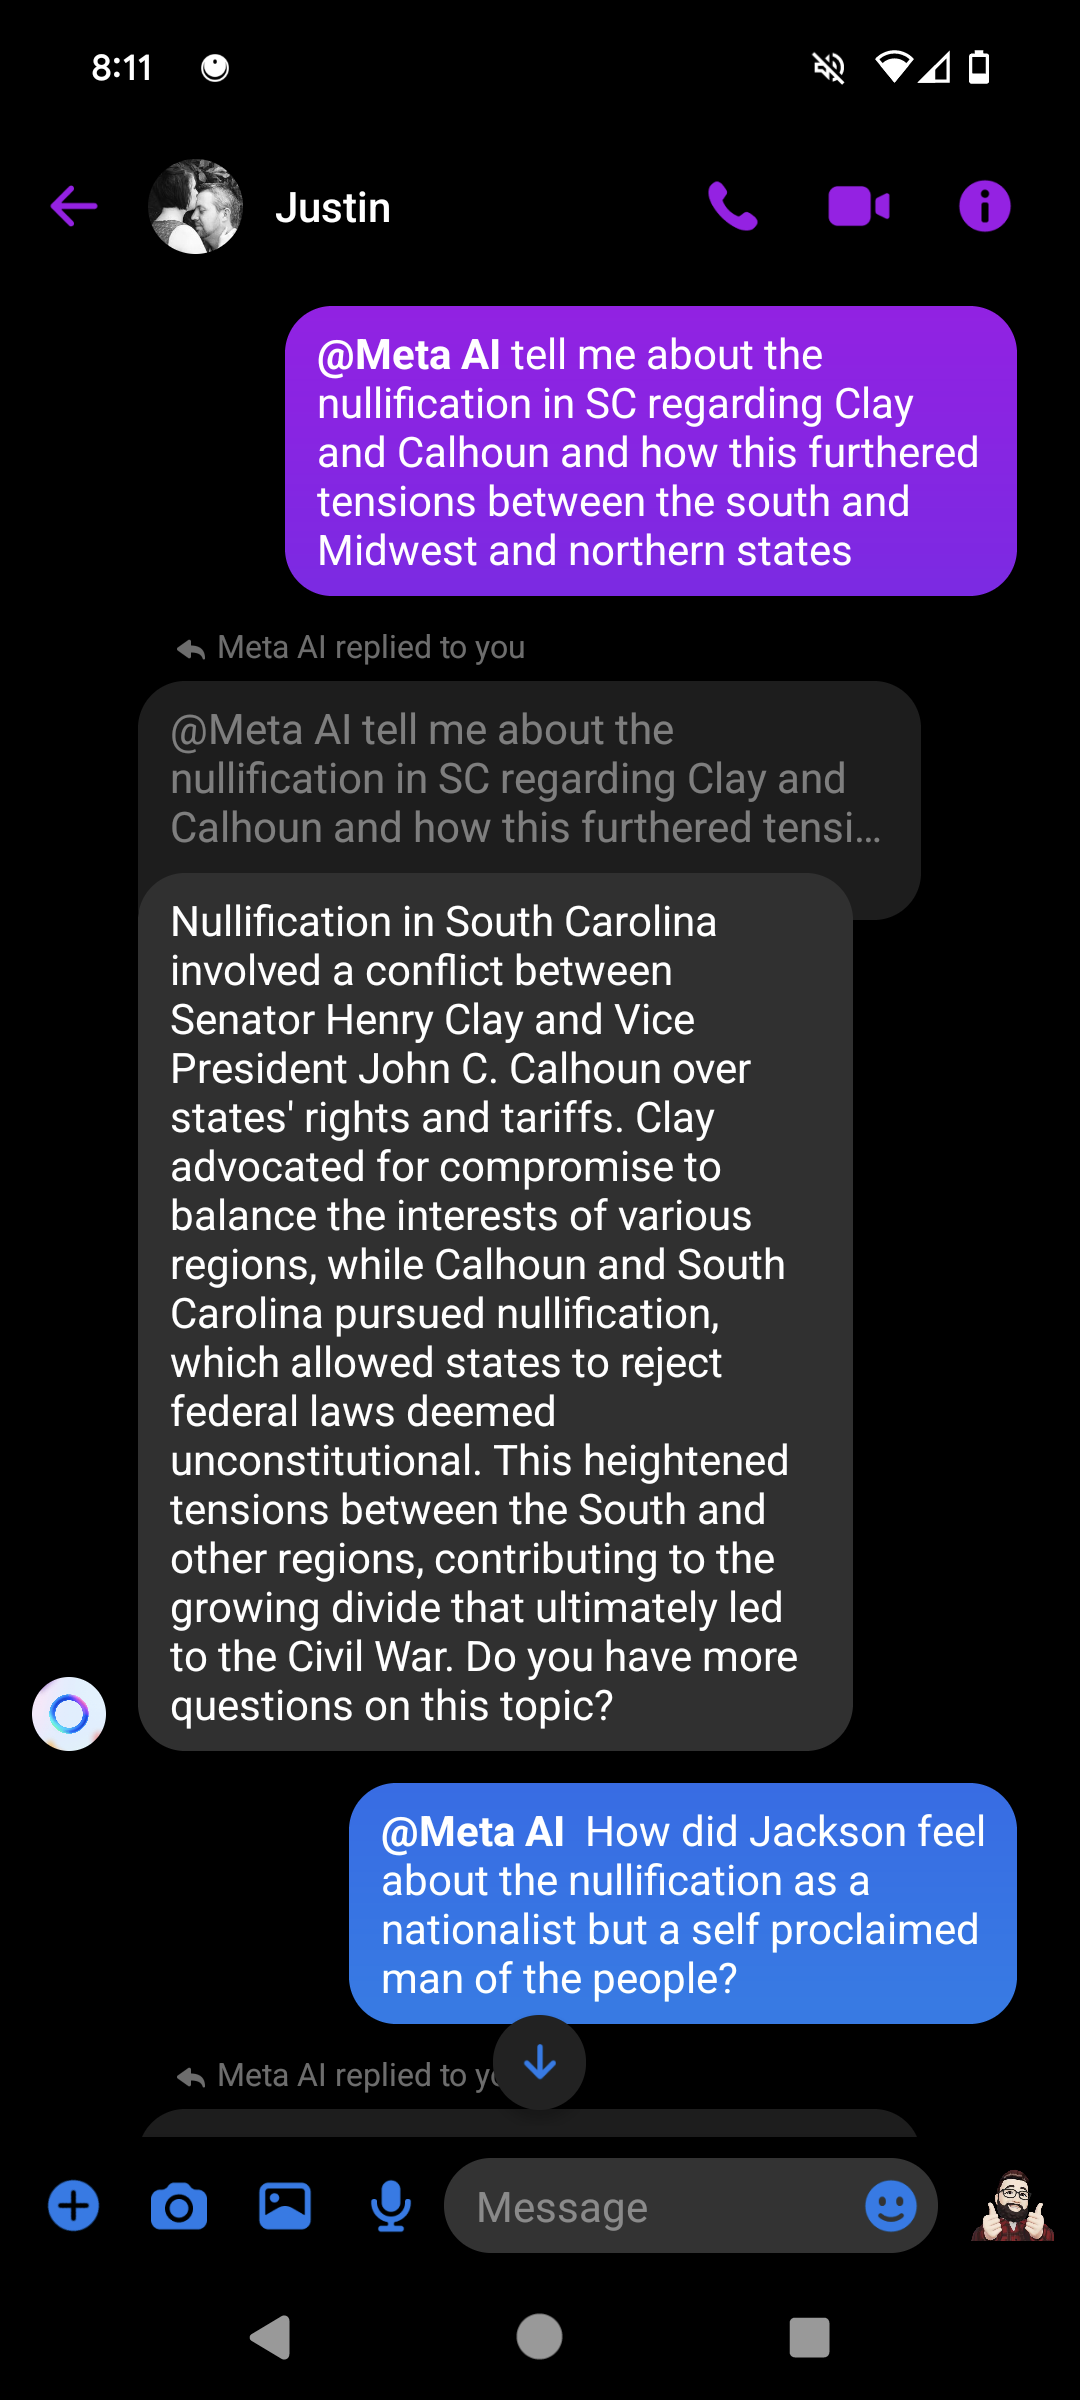 8:11
Justin
@Meta AI tell me about the
nullification in SC regarding Clay
and Calhoun and how this furthered
tensions between the south and
Midwest and northern states
Meta AI replied to you
@Meta AI tell me about the
nullification in SC regarding Clay and
Calhoun and how this furthered tensi...
Nullification in South Carolina
involved a conflict between
Senator Henry Clay and Vice
President John C. Calhoun over
states' rights and tariffs. Clay
advocated for compromise to
balance the interests of various
regions, while Calhoun and South
Carolina pursued nullification,
which allowed states to reject
federal laws deemed
unconstitutional. This heightened
tensions between the South and
other regions, contributing to the
growing divide that ultimately led
to the Civil War. Do you have more
questions on this topic?
@Meta AI  How did Jackson feel
about the nullification as a
nationalist but a self proclaimed
man of the people?
Meta AI replied to
Message